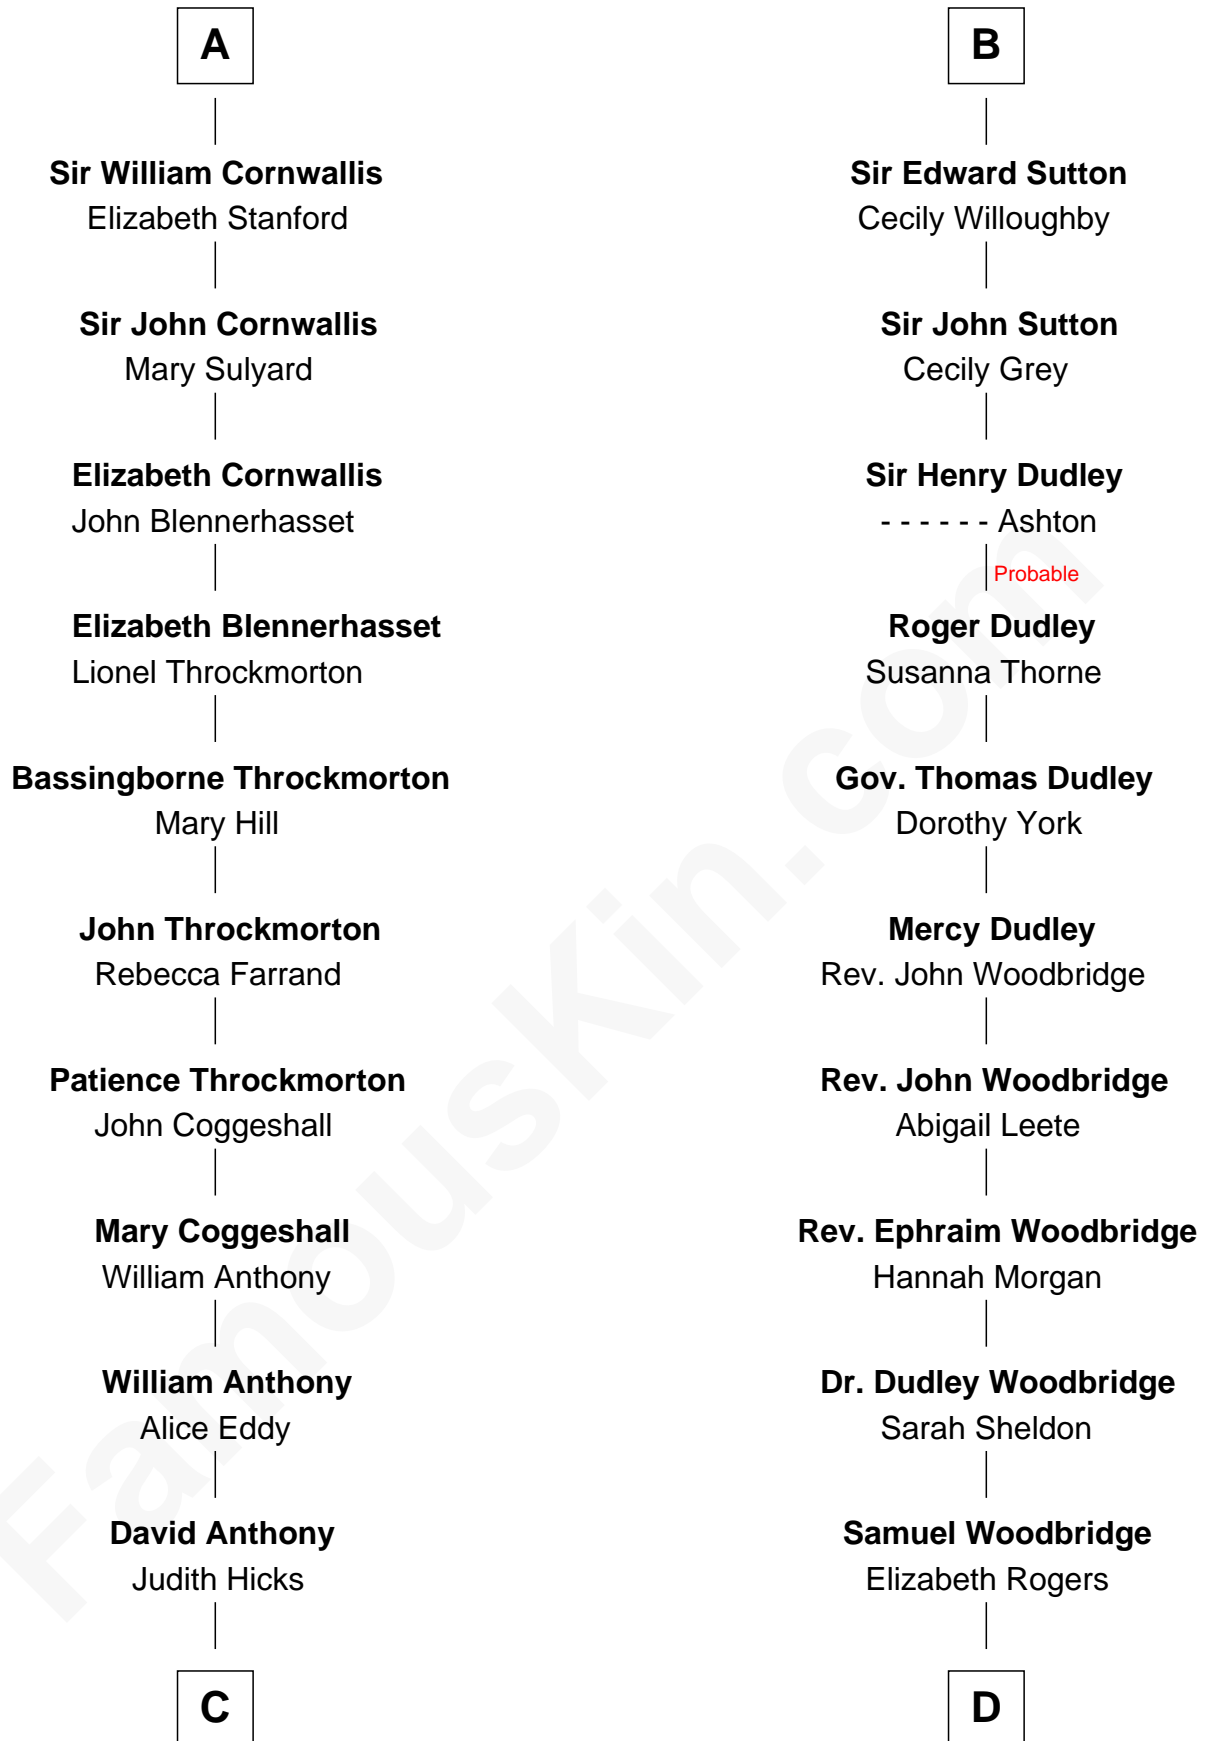 A
Sir William Cornwallis
Elizabeth Stanford
Sir John Cornwallis
Mary Sulyard
Elizabeth Cornwallis
John Blennerhasset
Elizabeth Blennerhasset
Lionel Throckmorton
Bassingborne Throckmorton
Mary Hill
John Throckmorton
Rebecca Farrand
Patience Throckmorton
John Coggeshall
Mary Coggeshall
William Anthony
William Anthony
Alice Eddy
David Anthony
Judith Hicks
C
B
Sir Edward Sutton
Cecily Willoughby
Sir John Sutton
Cecily Grey
Sir Henry Dudley
- - - - - - Ashton
Probable
Roger Dudley
Susanna Thorne
Gov. Thomas Dudley
Dorothy York
Mercy Dudley
Rev. John Woodbridge
Rev. John Woodbridge
Abigail Leete
Rev. Ephraim Woodbridge
Hannah Morgan
Dr. Dudley Woodbridge
Sarah Sheldon
Samuel Woodbridge
Elizabeth Rogers
D
FamousKin.com